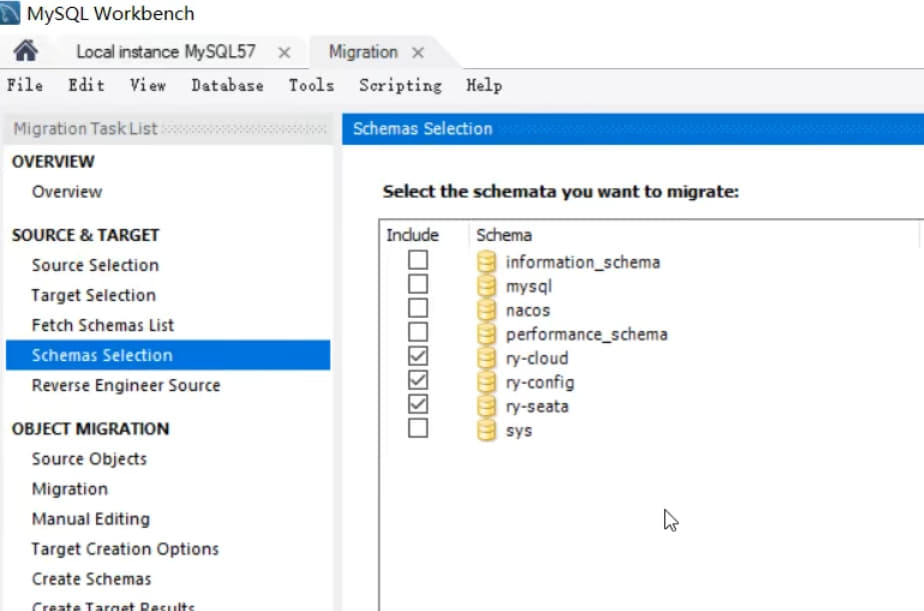 MySQL Workbench
Local instance MySQL57 × Migration ×
File Edit View Database Tools Scripting Help
Migration Task List
OVERVIEW
Overview
SOURCE & TARGET
Source Selection
Target Selection
Fetch Schemas List
Schemas Selection
Reverse Engineer Source
OBJECT MIGRATION
Source Objects
Migration
Manual Editing
Target Creation Options
Create Schemas
Create Target Results
Schemas Selection
Select the schemata you want to migrate:
Include Schema
information_schema
mysql
nacos
performance_schema
ry-cloud
ry-config
ry-seata
sys